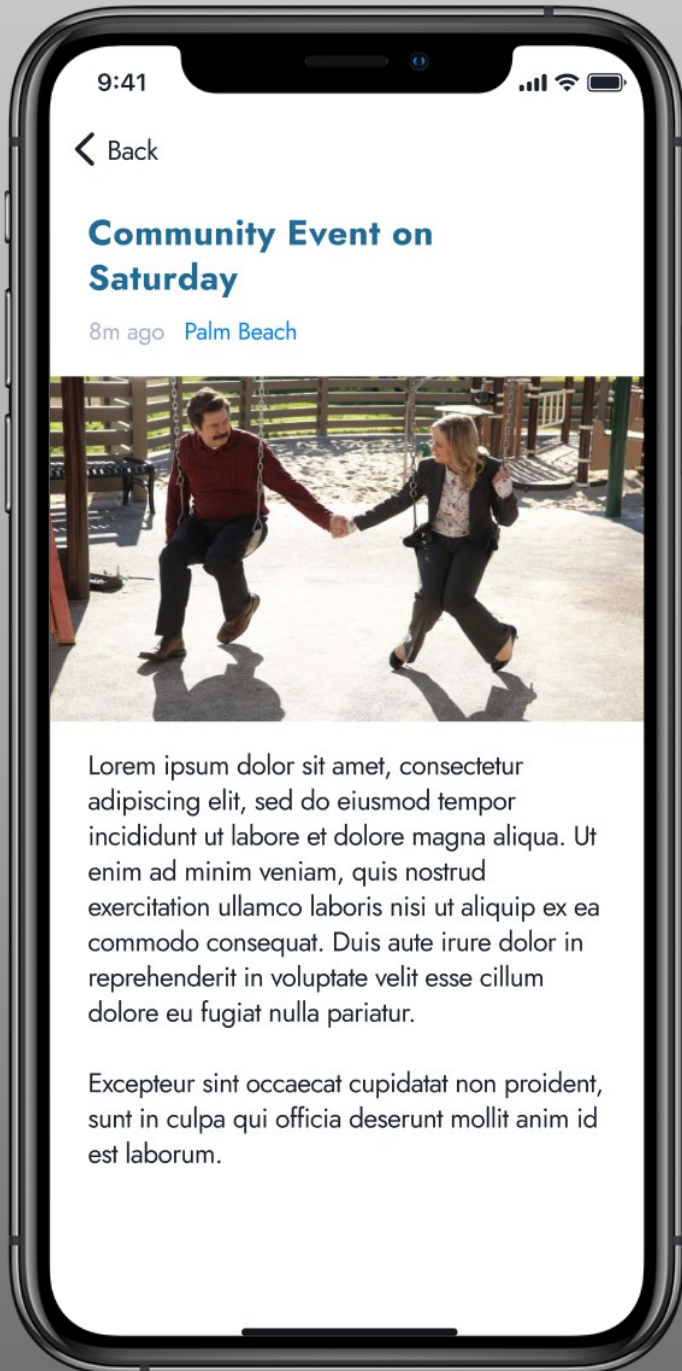 9:41
Back
Community Event on
Saturday
8m ago Palm Beach
Lorem ipsum dolor sit amet, consectetur
adipiscing elit, sed do eiusmod tempor
incididunt ut labore et dolore magna aliqua. Ut
enim ad minim veniam, quis nostrud
exercitation ullamco laboris nisi ut aliquip ex ea
commodo consequat. Duis aute irure dolor in
reprehenderit in voluptate velit esse cillum
dolore eu fugiat nulla pariatur.
Excepteur sint occaecat cupidatat non proident,
sunt in culpa qui officia deserunt mollit anim id
est laborum.